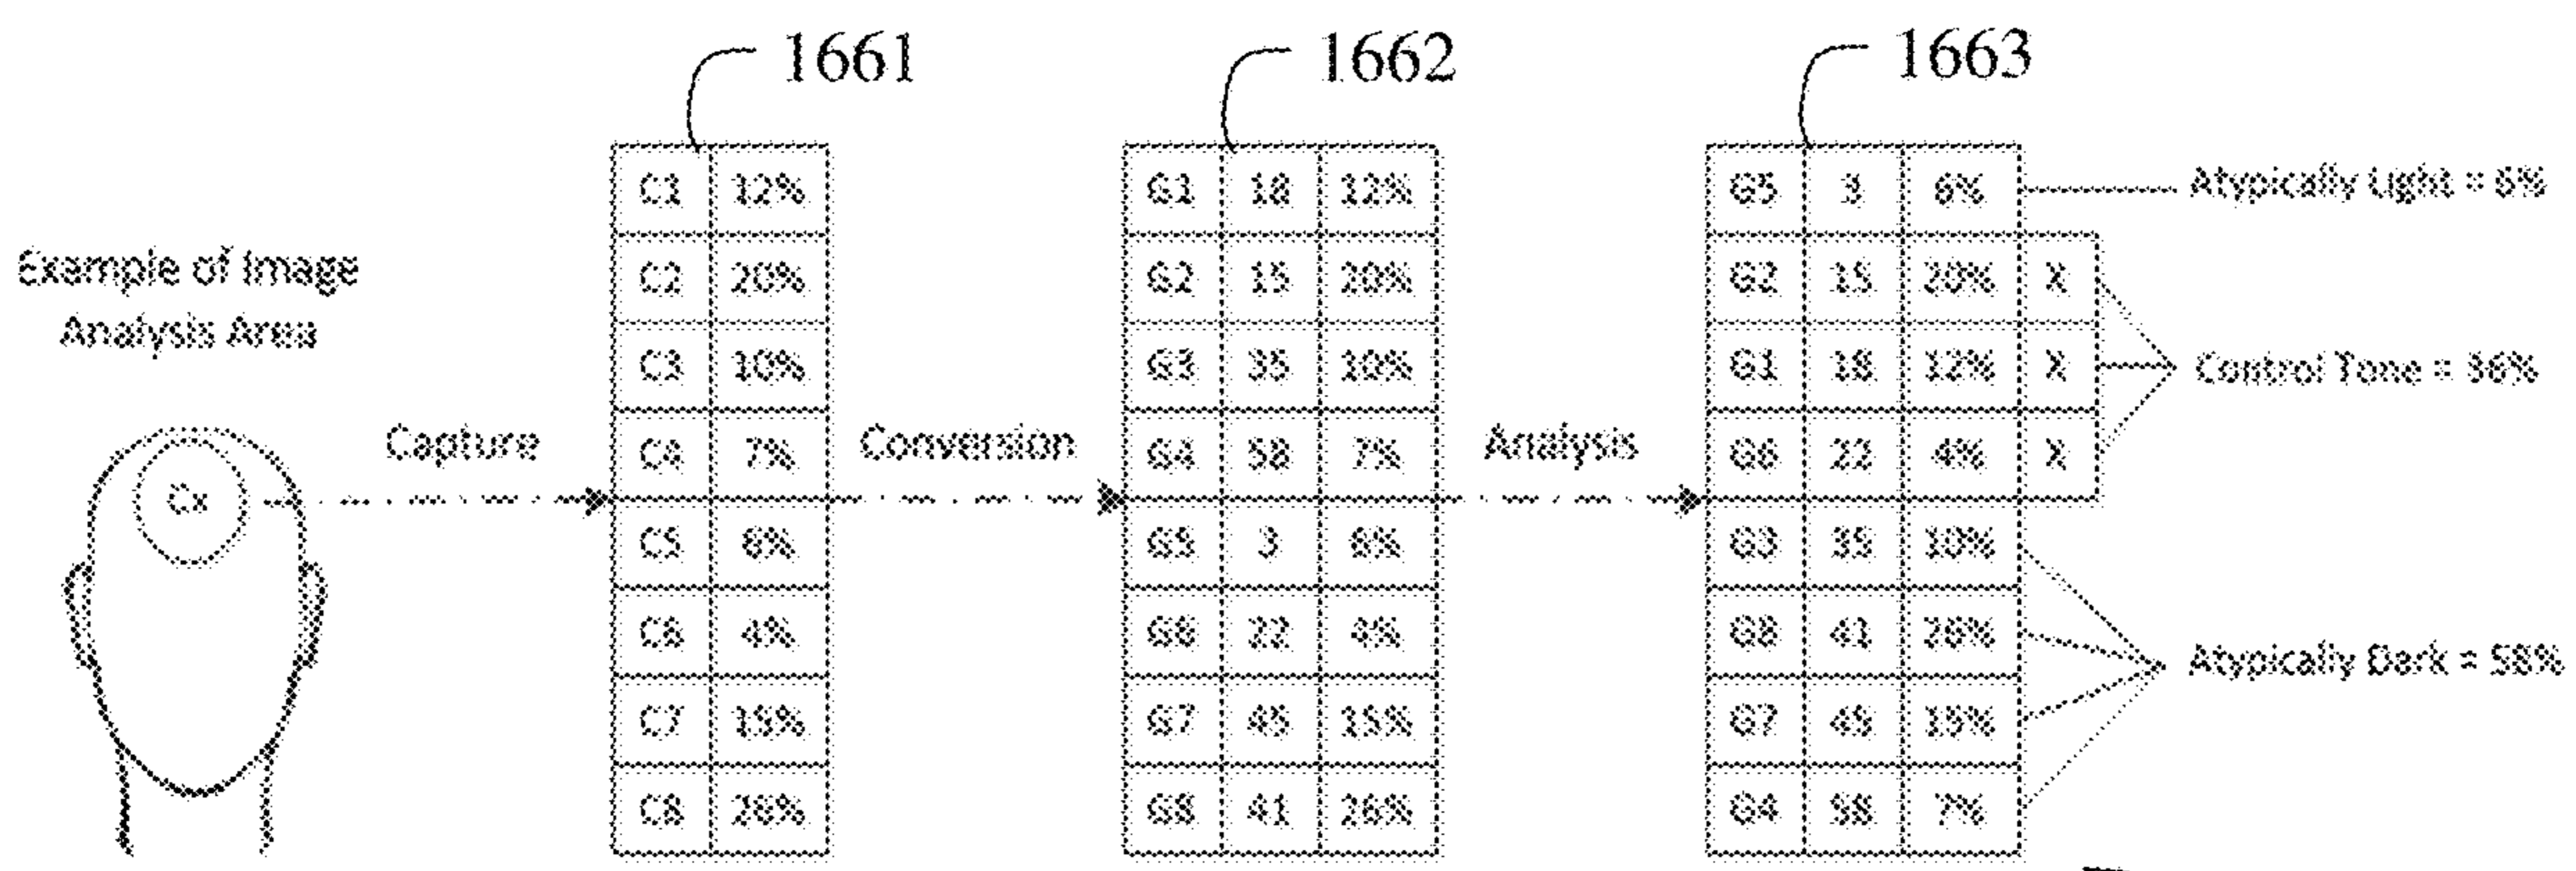 1661
1662
1663
Example of Image
Analysis Area
Cx
Capture
C1 12%
C2 20%
C3 10%
C4 7%
C5 6%
C6 4%
C7 15%
C8 26%
Conversion
G1 18 12%
G2 15 20%
G3 35 10%
G4 58 7%
G5 3 6%
G6 22 4%
G7 45 15%
G8 41 26%
Analysis
G5 3 6%
G2 15 20% X
G1 18 12% X
G6 22 4% X
G3 35 10%
G8 41 26%
G7 45 15%
G4 58 7%
Atypically Light = 6%
Control Tone = 36%
Atypically Dark = 58%